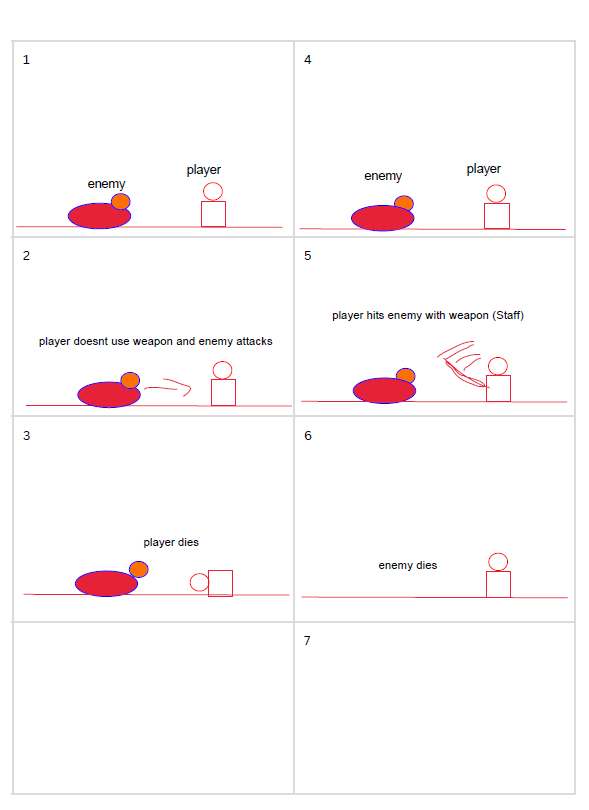 1
enemy
player
2
player doesnt use weapon and enemy attacks
3
player dies
4
enemy
player
5
player hits enemy with weapon (Staff)
6
enemy dies
7